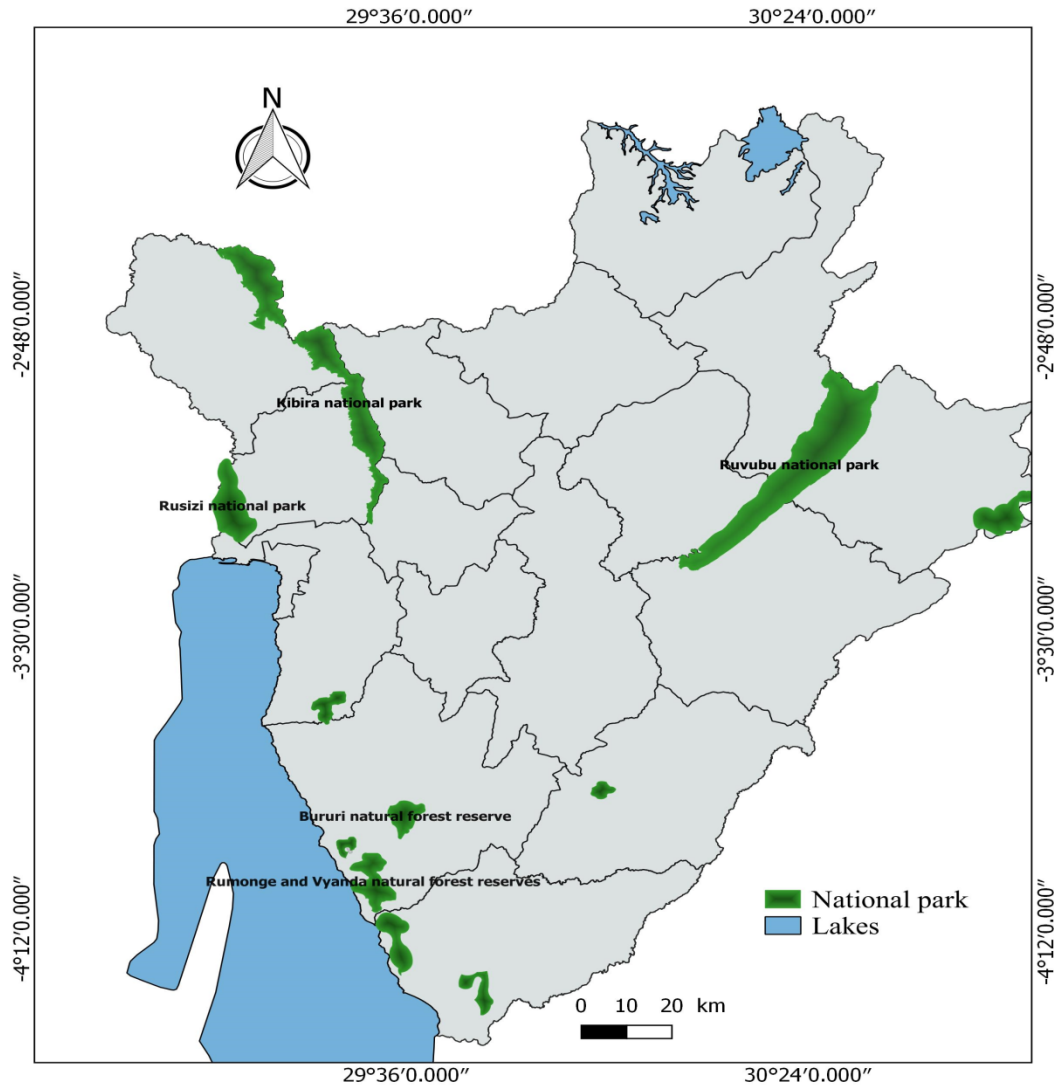 29°36′0.000″
30°24′0.000″
N
-2°48′0.000″
-2°48′0.000″
Kibira national park
Ruvubu national park
Rusizi national park
-3°30′0.000″
-3°30′0.000″
Bururi natural forest reserve
Rumonge and Vyanda natural forest reserves
National park
Lakes
-4°12′0.000″
-4°12′0.000″
0 10 20 km
29°36′0.000″
30°24′0.000″